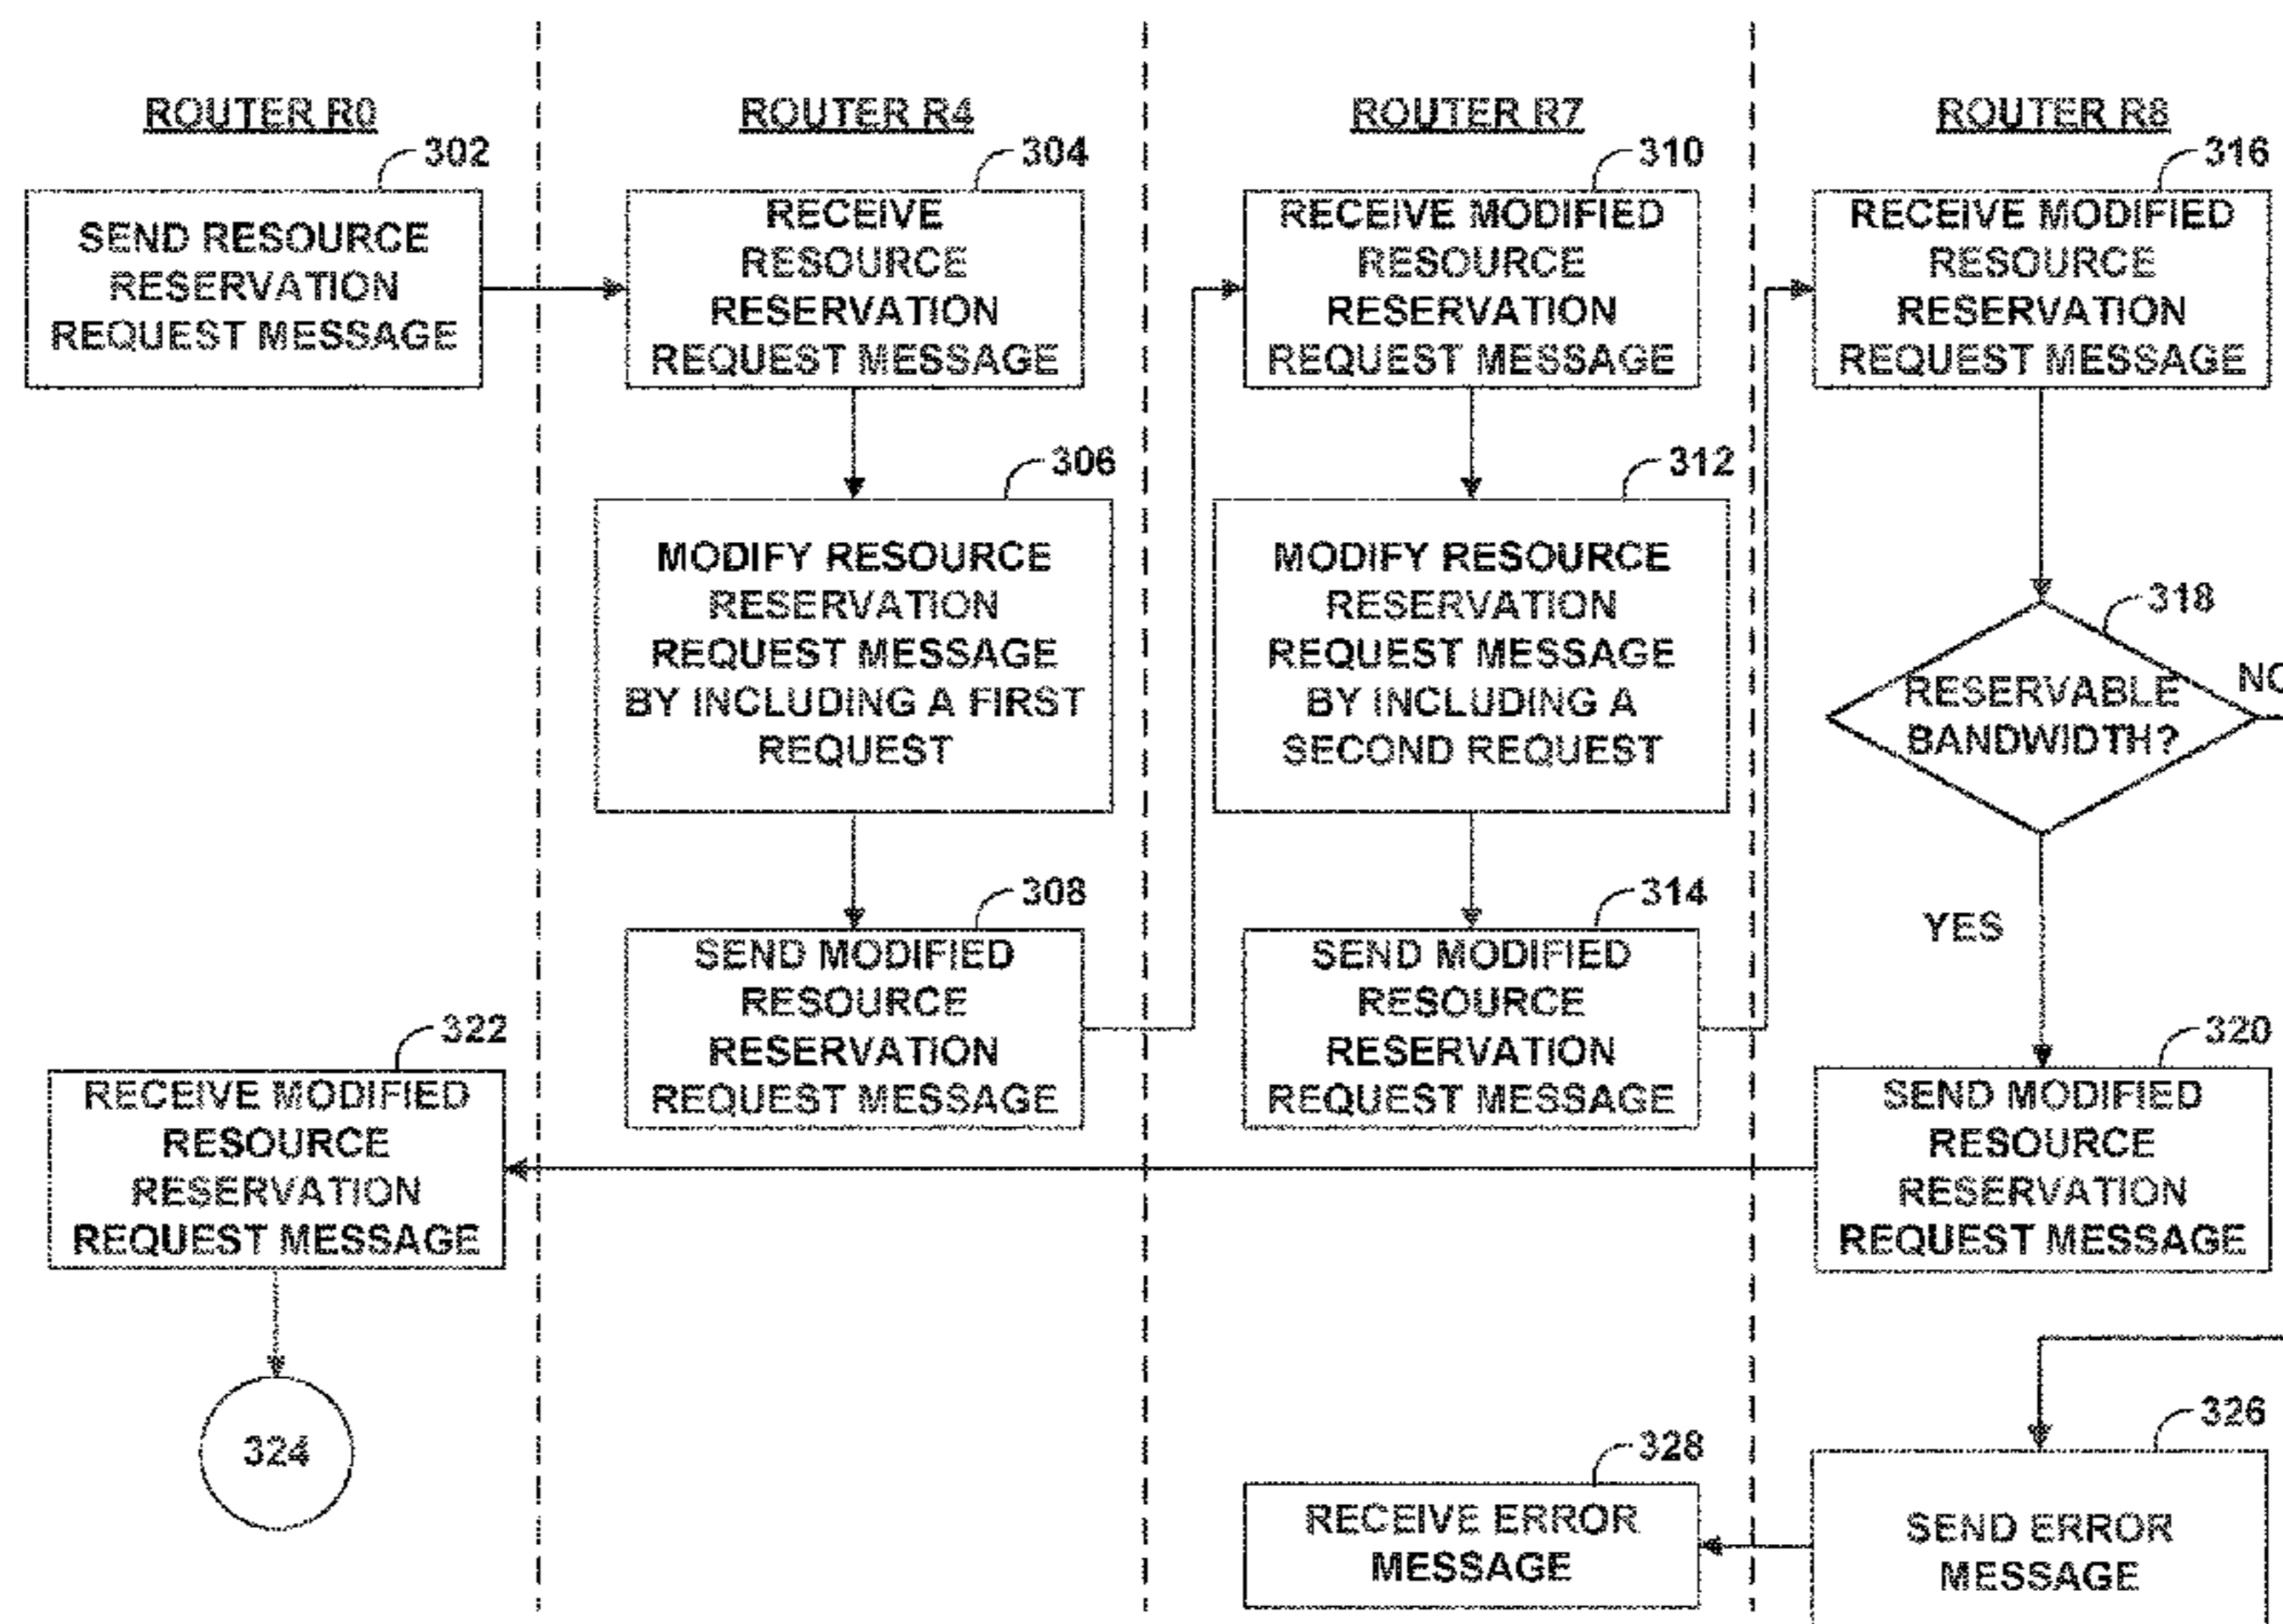 ROUTER R0
302
SEND RESOURCE
RESERVATION
REQUEST MESSAGE
322
RECEIVE MODIFIED
RESOURCE
RESERVATION
REQUEST MESSAGE
324
ROUTER R4
304
RECEIVE
RESOURCE
RESERVATION
REQUEST MESSAGE
306
MODIFY RESOURCE
RESERVATION
REQUEST MESSAGE
BY INCLUDING A FIRST
REQUEST
308
SEND MODIFIED
RESOURCE
RESERVATION
REQUEST MESSAGE
ROUTER R7
310
RECEIVE MODIFIED
RESOURCE
RESERVATION
REQUEST MESSAGE
312
MODIFY RESOURCE
RESERVATION
REQUEST MESSAGE
BY INCLUDING A
SECOND REQUEST
314
SEND MODIFIED
RESOURCE
RESERVATION
REQUEST MESSAGE
328
RECEIVE ERROR
MESSAGE
ROUTER R8
316
RECEIVE MODIFIED
RESOURCE
RESERVATION
REQUEST MESSAGE
318
RESERVABLE
BANDWIDTH?
NO
YES
320
SEND MODIFIED
RESOURCE
RESERVATION
REQUEST MESSAGE
326
SEND ERROR
MESSAGE